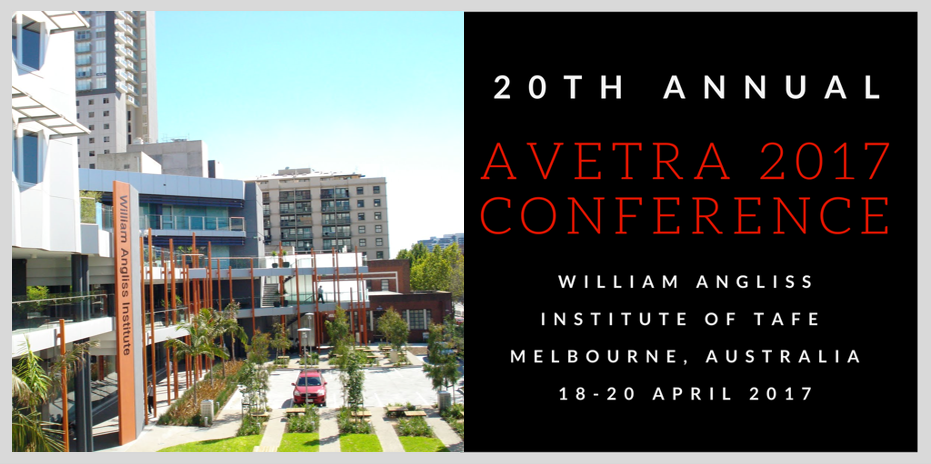 William Angliss Institute
20TH ANNUAL
AVETRA 2017
CONFERENCE
WILLIAM ANGLISS
INSTITUTE OF TAFE
MELBOURNE, AUSTRALIA
18-20 APRIL 2017